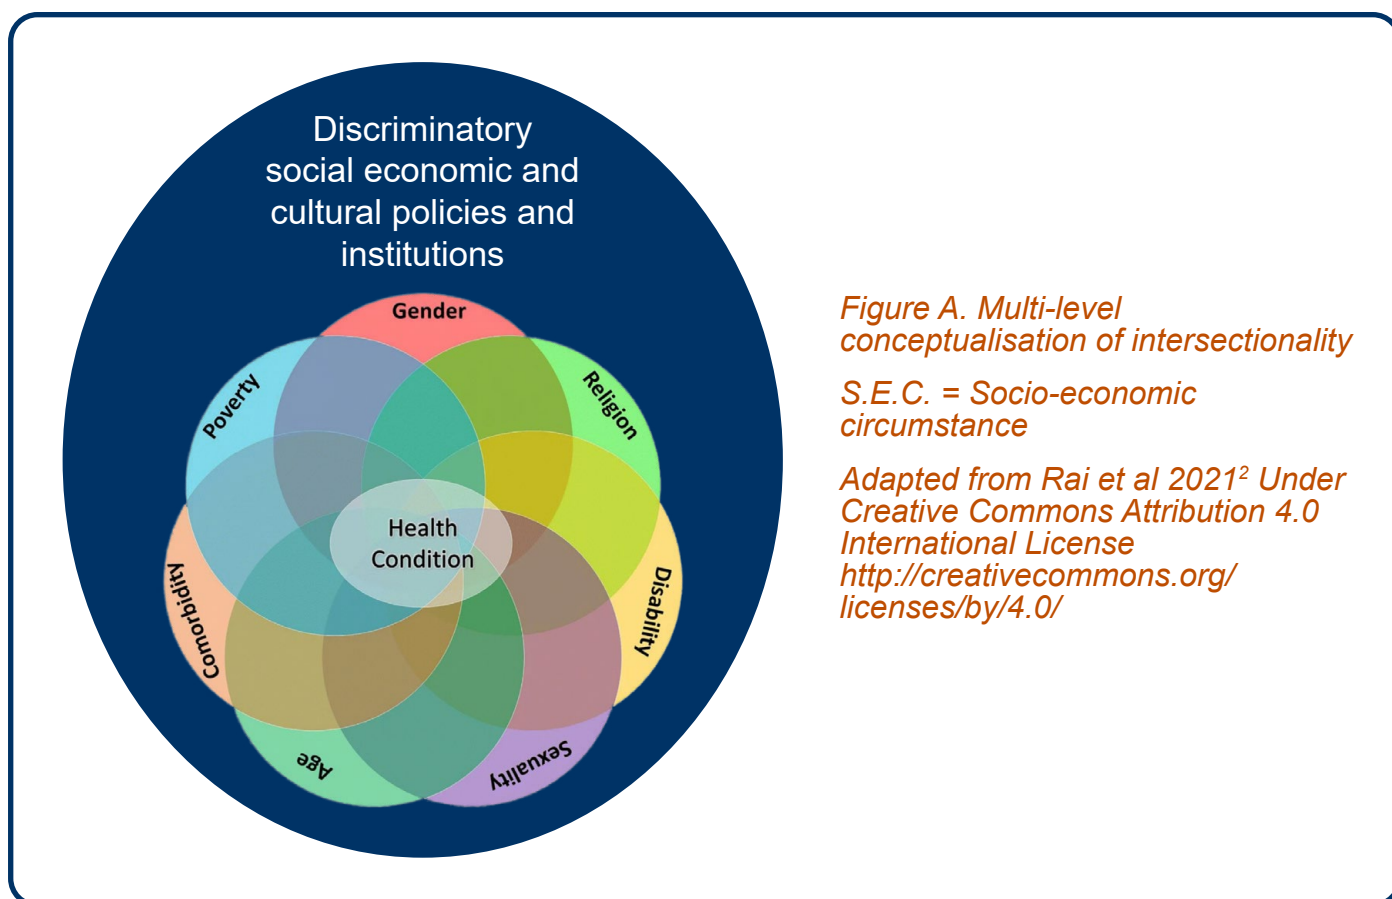 Discriminatory
social economic and
cultural policies and
institutions
Gender
Poverty
Religion
Health
Condition
Comorbidity
Disability
Age
Sexuality
Figure A. Multi-level
conceptualisation of intersectionality
S.E.C. = Socio-economic
circumstance
Adapted from Rai et al 2021² Under
Creative Commons Attribution 4.0
International License
http://creativecommons.org/
licenses/by/4.0/